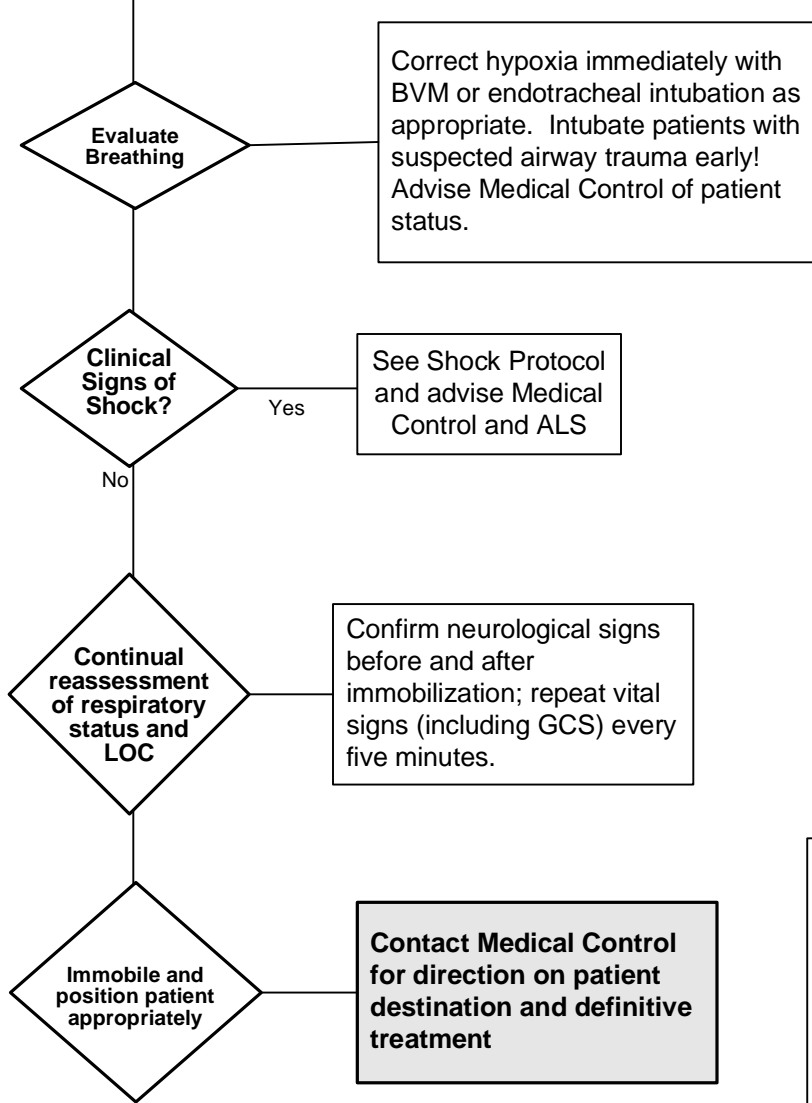 Evaluate
Breathing
Correct hypoxia immediately with
BVM or endotracheal intubation as
appropriate. Intubate patients with
suspected airway trauma early!
Advise Medical Control of patient
status.
Clinical
Signs of
Shock?
Yes
See Shock Protocol
and advise Medical
Control and ALS
No
Continual
reassessment
of respiratory
status and
LOC
Confirm neurological signs
before and after
immobilization; repeat vital
signs (including GCS) every
five minutes.
Immobile and
position patient
appropriately
Contact Medical Control
for direction on patient
destination and definitive
treatment